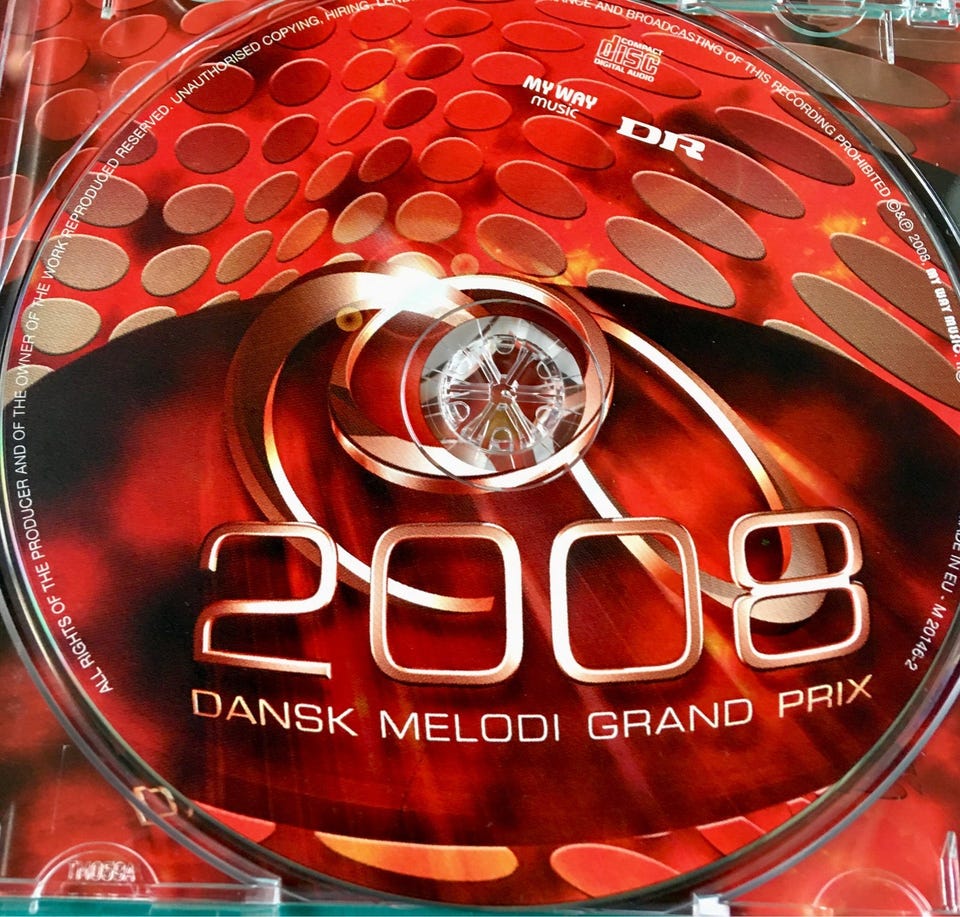 ALL RIGHTS OF THE PRODUCER AND OF THE OWNER OF THE WORK REPRODUCED RESERVED. UNAUTHORISED COPYING, HIRING, ANCE AND BROADCASTING OF THIS RECORDING PROHIBITED ©&℗ 2008. MY WAY MUSIC.
COMPACT
disc
DIGITAL AUDIO
MY WAY
music
DR
2008
DANSK MELODI GRAND PRIX
MADE IN EU - M 20146-2
TM059A